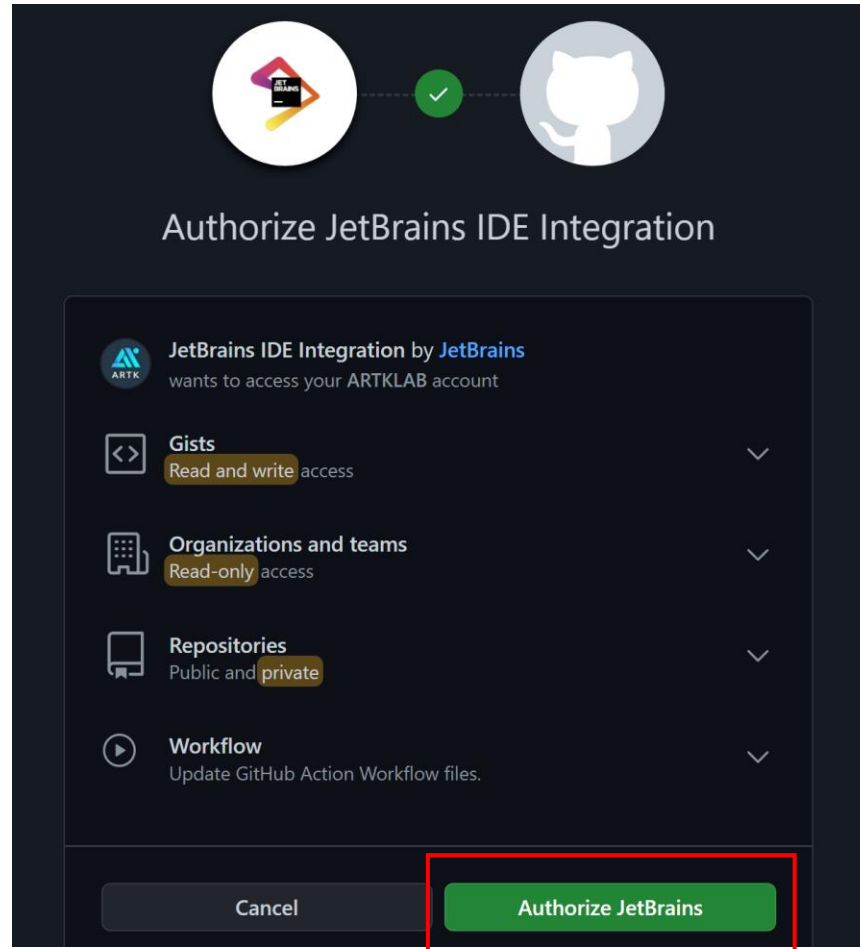 JET
BRAINS
Authorize JetBrains IDE Integration
ARTK
JetBrains IDE Integration by JetBrains
wants to access your ARTKLAB account
Gists
Read and write access
Organizations and teams
Read-only access
Repositories
Public and private
Workflow
Update GitHub Action Workflow files.
Cancel
Authorize JetBrains